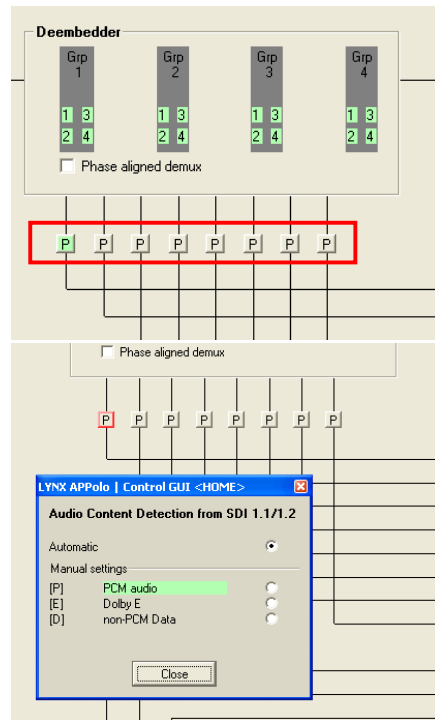 Deembedder
Grp Grp Grp Grp
1 2 3 4
1 3 1 3 1 3 1 3
2 4 2 4 2 4 2 4
Phase aligned demux
P P P P P P P P
Phase aligned demux
P P P P P P P P
LYNX APPolo | Control GUI <HOME>
Audio Content Detection from SDI 1.1/1.2
Automatic
Manual settings
[P] PCM audio
[E] Dolby E
[D] non-PCM Data
Close